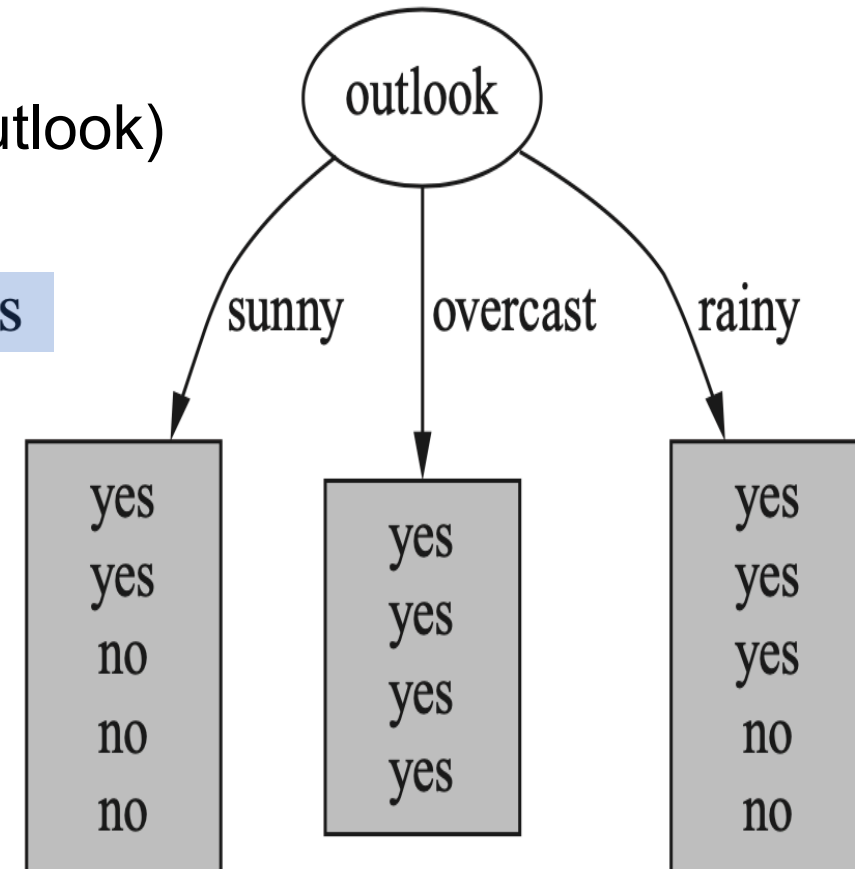 outlook
utlook)
s
sunny
overcast
rainy
yes
yes
no
no
no
yes
yes
yes
yes
yes
yes
yes
no
no